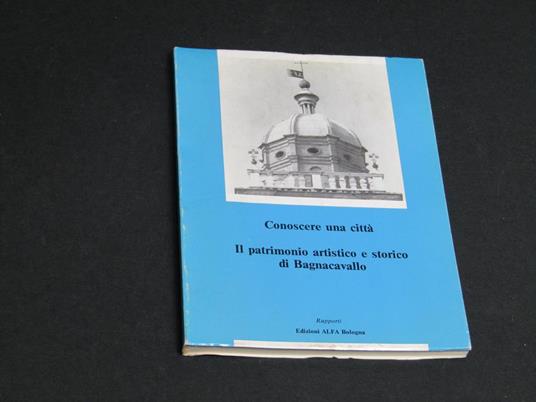 Conoscere una città
Il patrimonio artistico e storico
di Bagnacavallo
Rapporti
Edizioni ALFA Bologna